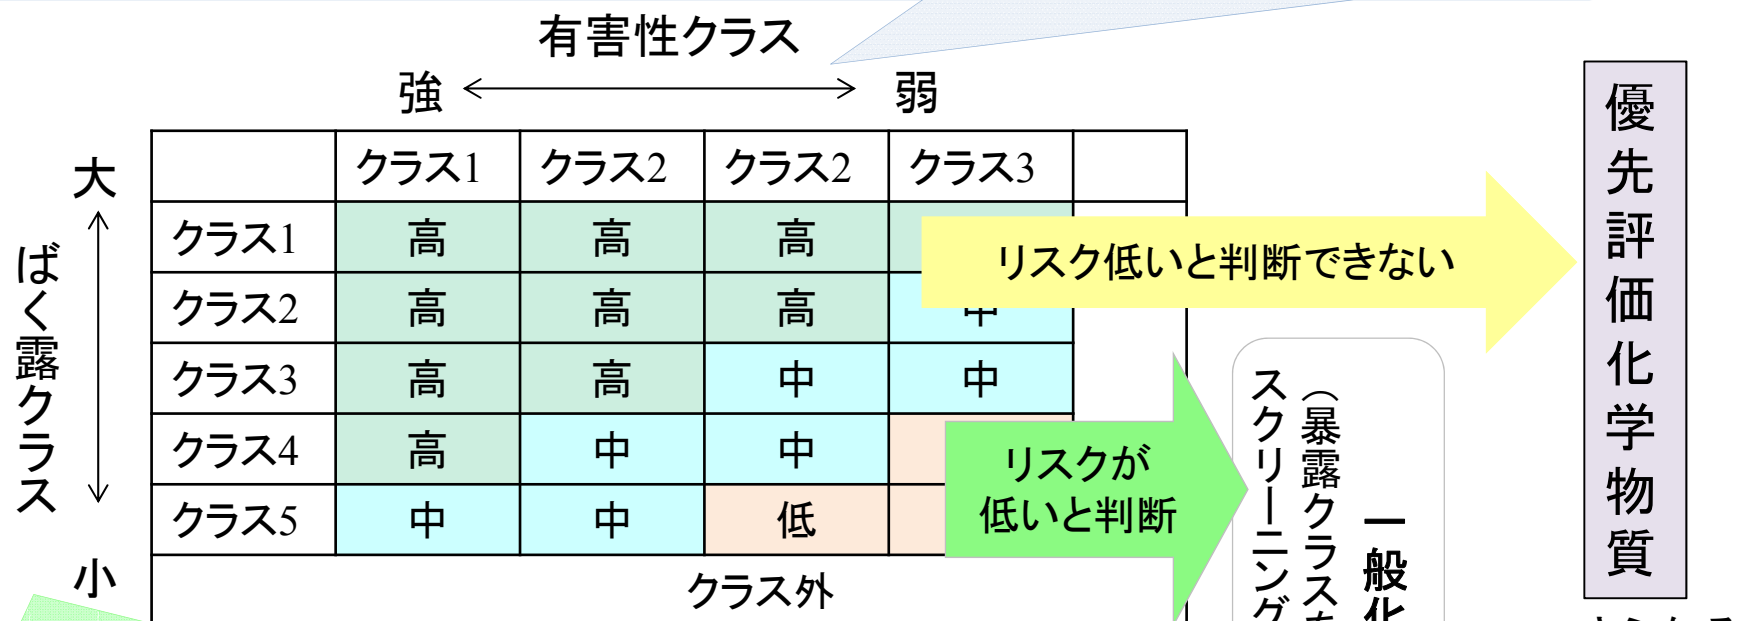 有害性クラス
強 弱
大
ばく露クラス
小
クラス1 クラス2 クラス2 クラス3
クラス1 高 高 高
クラス2 高 高 高 中
クラス3 高 高 中 中
クラス4 高 中 中
クラス5 中 中 低
クラス外
リスク低いと判断できない
リスクが
低いと判断
優先評価化学物質
一般化
（暴露クラスを
スクリーニング